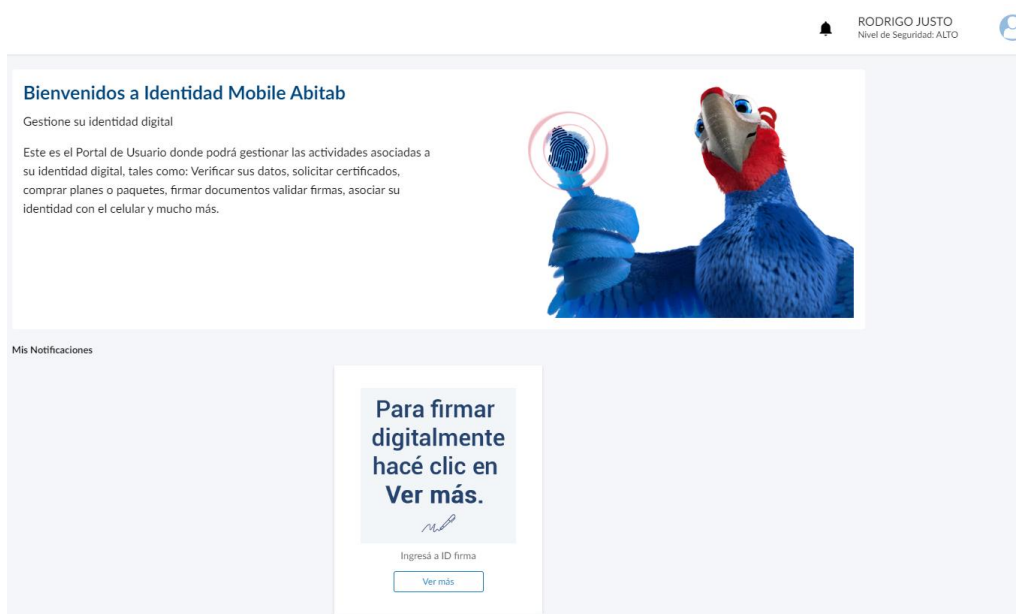 RODRIGO JUSTO
Nivel de Seguridad: ALTO
Bienvenidos a Identidad Mobile Abitab
Gestione su identidad digital
Este es el Portal de Usuario donde podrá gestionar las actividades asociadas a
su identidad digital, tales como: Verificar sus datos, solicitar certificados,
comprar planes o paquetes, firmar documentos validar firmas, asociar su
identidad con el celular y mucho más.
Mis Notificaciones
Para firmar
digitalmente
hacé clic en
Ver más.
Ingresá a ID firma
Ver más